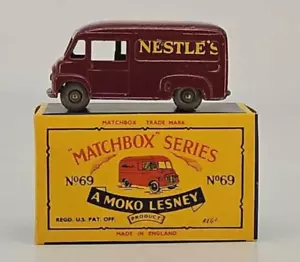 NESTLE'S
MATCHBOX TRADE MARK
"MATCHBOX" SERIES
No69 No69
A MOKO LESNEY
PRODUCT
REGD. U.S. PAT. OFF.
MADE IN ENGLAND